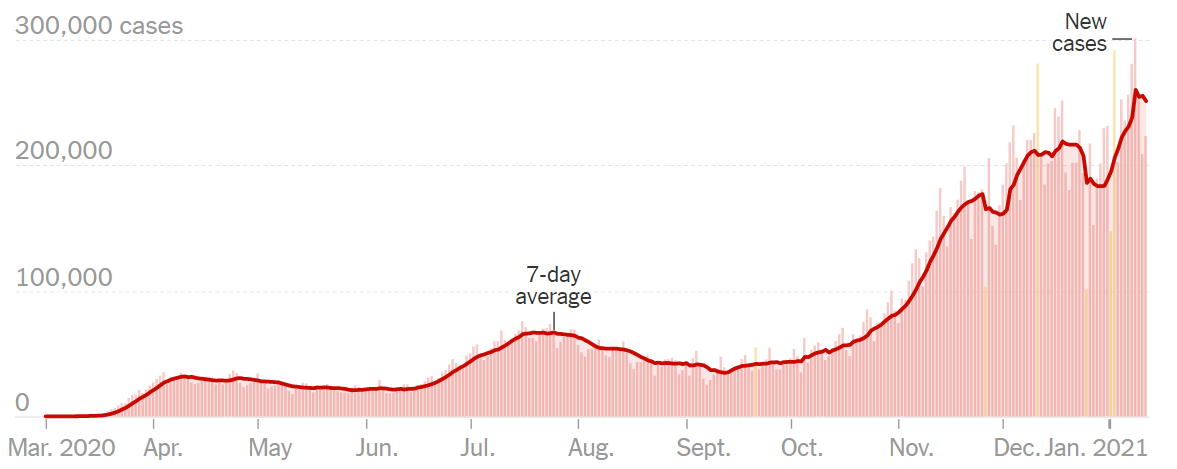 300,000 cases
New
cases
200,000
100,000
7-day
average
0
Mar. 2020 Apr. May Jun. Jul. Aug. Sept. Oct. Nov. Dec. Jan. 2021